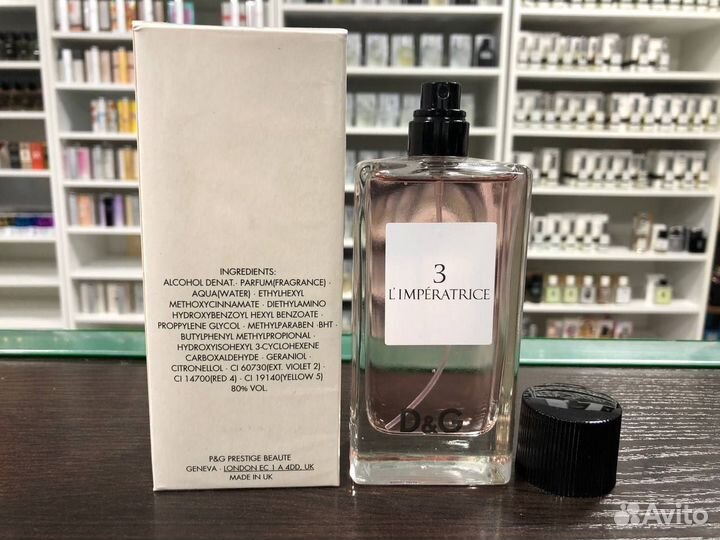 INGREDIENTS:
ALCOHOL DENAT. · PARFUM(FRAGRANCE) ·
AQUA(WATER) · ETHYLHEXYL
METHOXYCINNAMATE · DIETHYLAMINO
HYDROXYBENZOYL HEXYL BENZOATE ·
PROPYLENE GLYCOL · METHYLPARABEN ·BHT ·
BUTYLPHENYL METHYLPROPIONAL ·
HYDROXYISOHEXYL 3-CYCLOHEXENE
CARBOXALDEHYDE · GERANIOL ·
CITRONELLOL · CI 60730(EXT. VIOLET 2) ·
CI 14700(RED 4) · CI 19140(YELLOW 5)
80% VOL.
P&G PRESTIGE BEAUTE
GENEVA · LONDON EC 1 A 4DD, UK
MADE IN UK
3
L'IMPÉRATRICE
D&G
Avito